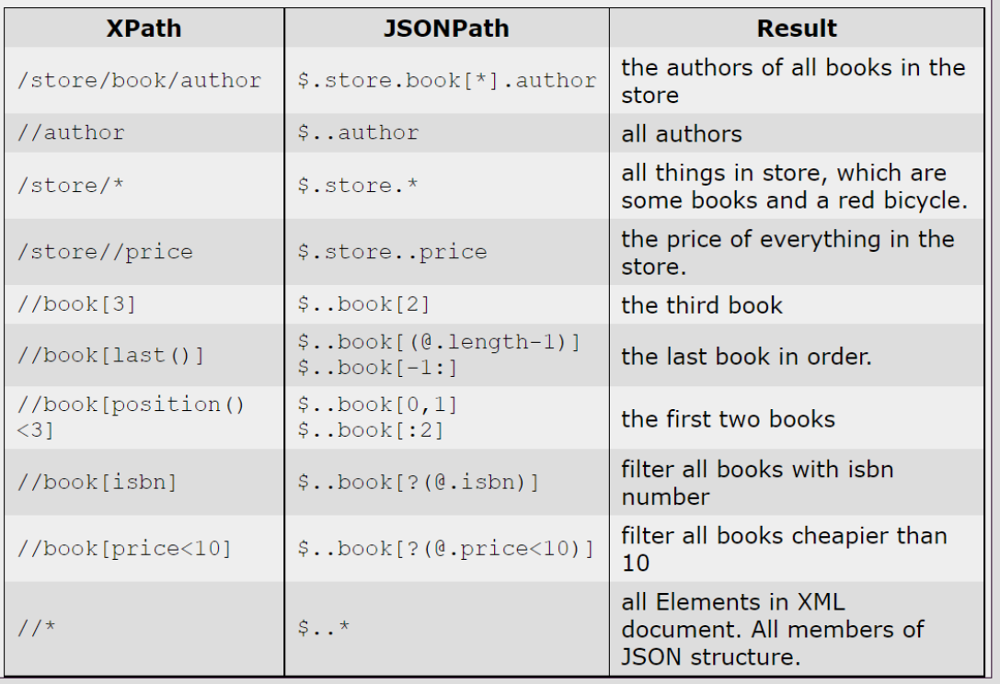 XPath JSONPath Result
/store/book/author $.store.book[*].author the authors of all books in the
store
//author $..author all authors
/store/* $.store.* all things in store, which are
some books and a red bicycle.
/store//price $.store..price the price of everything in the
store.
//book[3] $..book[2] the third book
//book[last()] $..book[(@.length-1)]
$..book[-1:] the last book in order.
//book[position()
<3] $..book[0,1]
$..book[:2] the first two books
//book[isbn] $..book[?(@.isbn)] filter all books with isbn
number
//book[price<10] $..book[?(@.price<10)] filter all books cheapier than
10
//* $..* all Elements in XML
document. All members of
JSON structure.